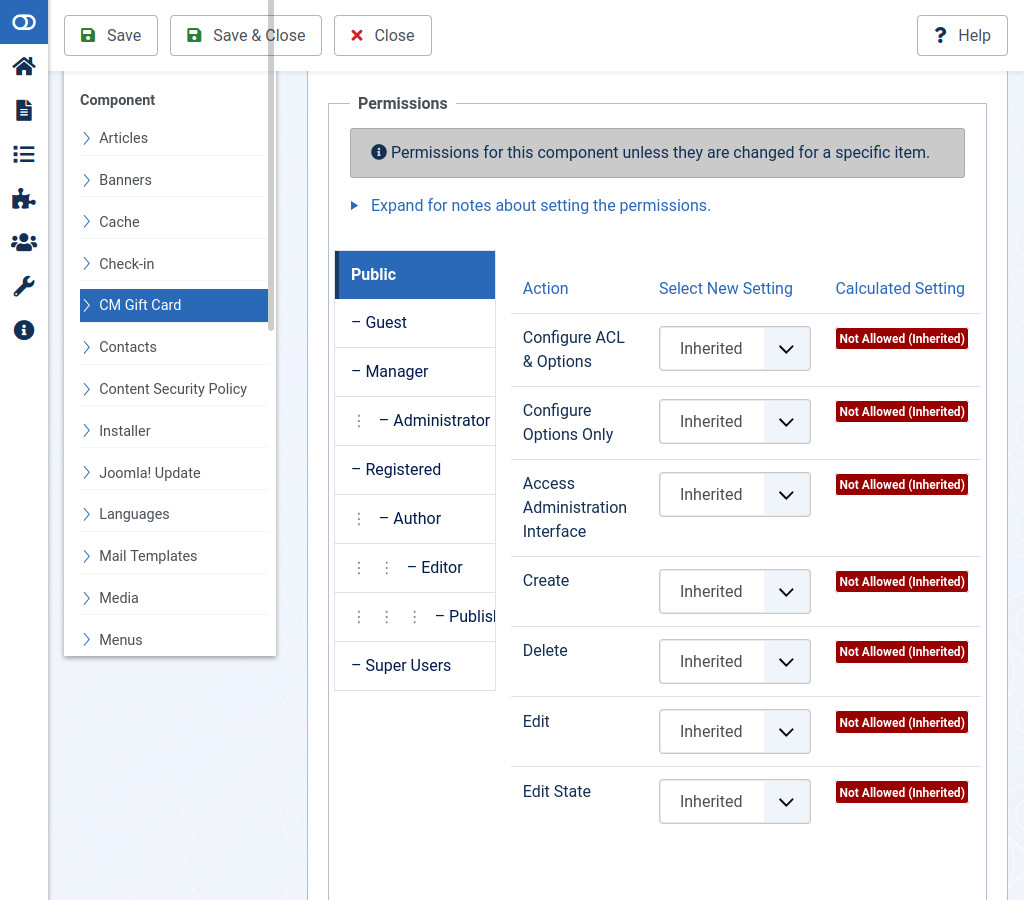 Save
Save & Close
Close
Help
Component
Articles
Banners
Cache
Check-in
CM Gift Card
Contacts
Content Security Policy
Installer
Joomla! Update
Languages
Mail Templates
Media
Menus
Permissions
Permissions for this component unless they are changed for a specific item.
Expand for notes about setting the permissions.
Public
– Guest
– Manager
⋮ – Administrator
– Registered
⋮ – Author
⋮ ⋮ – Editor
⋮ ⋮ ⋮ – Publis
– Super Users
Action Select New Setting Calculated Setting
Configure ACL
& Options
Inherited
Not Allowed (Inherited)
Configure
Options Only
Inherited
Not Allowed (Inherited)
Access
Administration
Interface
Inherited
Not Allowed (Inherited)
Create
Inherited
Not Allowed (Inherited)
Delete
Inherited
Not Allowed (Inherited)
Edit
Inherited
Not Allowed (Inherited)
Edit State
Inherited
Not Allowed (Inherited)